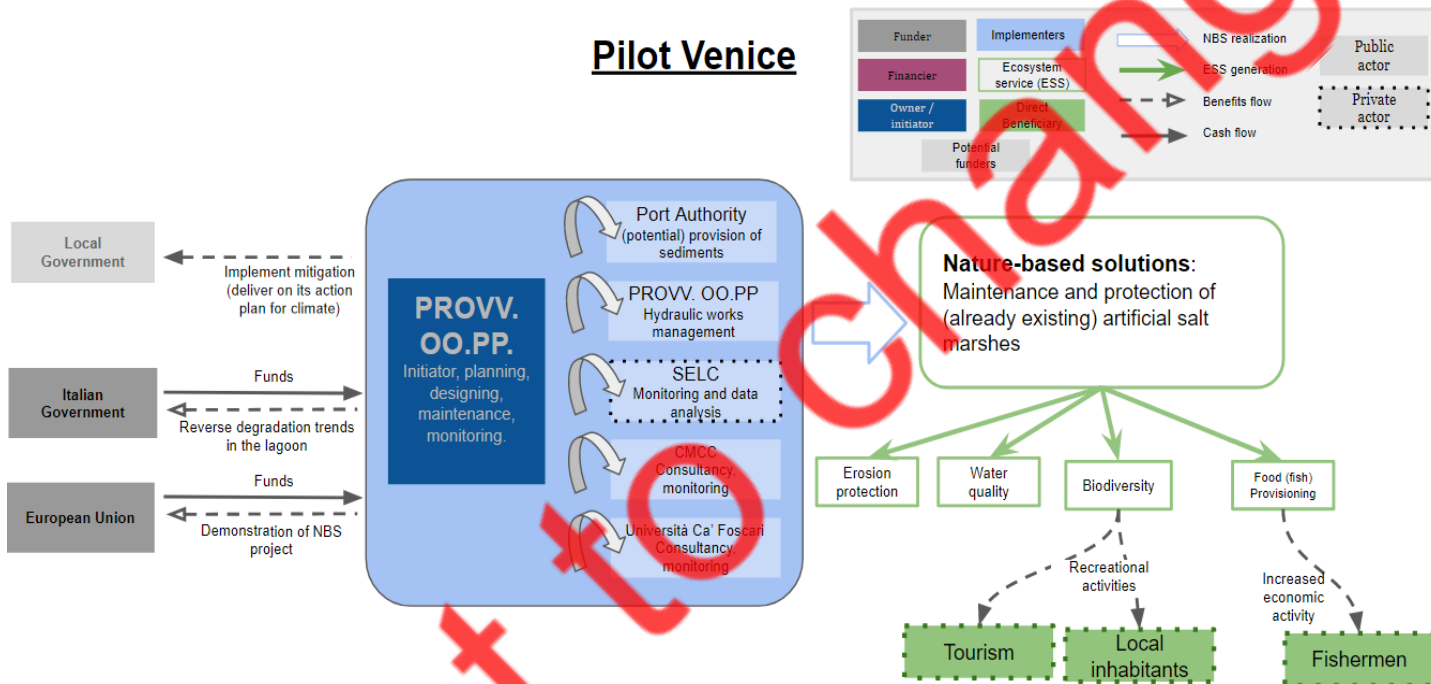 Pilot Venice
Funder
Implementers
NBS realization
Public
actor
Financier
Ecosystem
service (ESS)
ESS generation
Owner /
initiator
Direct
Beneficiary
Benefits flow
Private
actor
Potential
funders
Cash flow
Local
Government
Implement mitigation
(deliver on its action
plan for climate)
Italian
Government
Funds
Reverse degradation trends
in the lagoon
European Union
Funds
Demonstration of NBS
project
PROVV.
OO.PP.
Initiator, planning,
designing,
maintenance,
monitoring.
Port Authority
(potential) provision of
sediments
PROVV. OO.PP
Hydraulic works
management
SELC
Monitoring and data
analysis
CMCC
Consultancy,
monitoring
Università Ca' Foscari
Consultancy,
monitoring
Nature-based solutions:
Maintenance and protection of
(already existing) artificial salt
marshes
Erosion
protection
Water
quality
Biodiversity
Food (fish)
Provisioning
Recreational
activities
Increased
economic
activity
Tourism
Local
inhabitants
Fishermen
t to chang